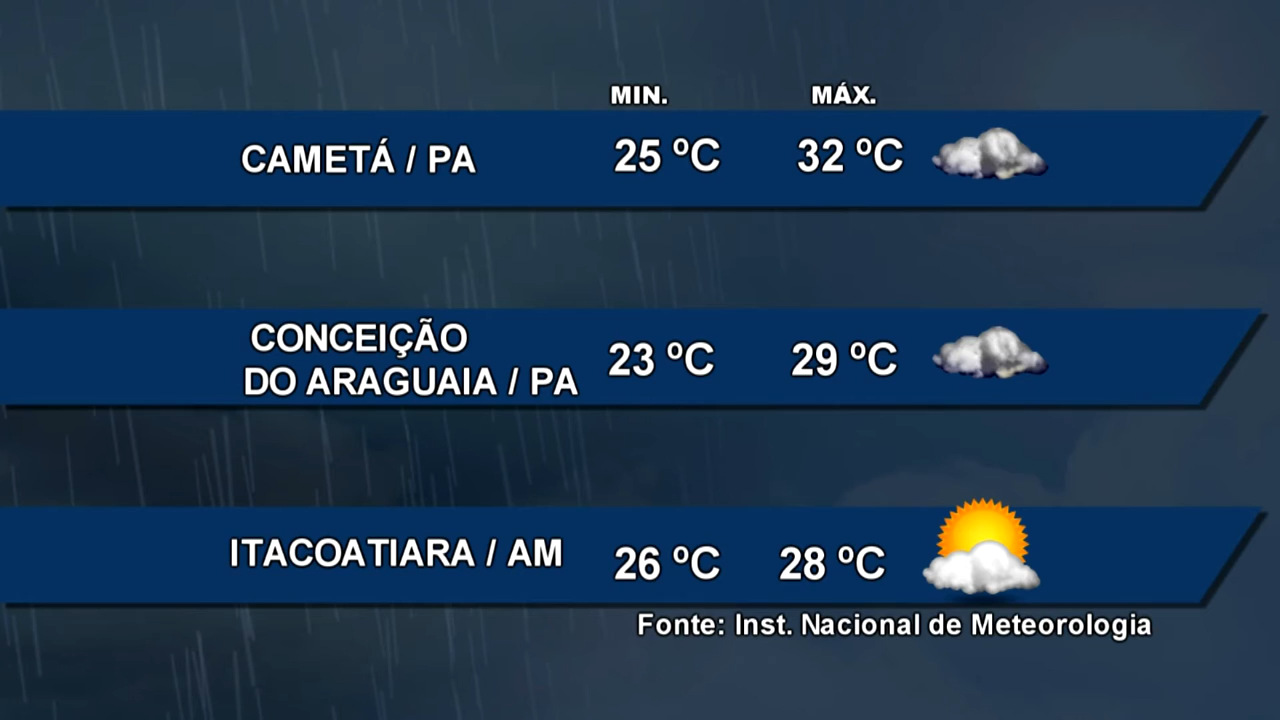 MIN. MÁX.
CAMETÁ / PA 25 ºC 32 ºC
CONCEIÇÃO
DO ARAGUAIA / PA 23 ºC 29 ºC
ITACOATIARA / AM 26 ºC 28 ºC
Fonte: Inst. Nacional de Meteorologia